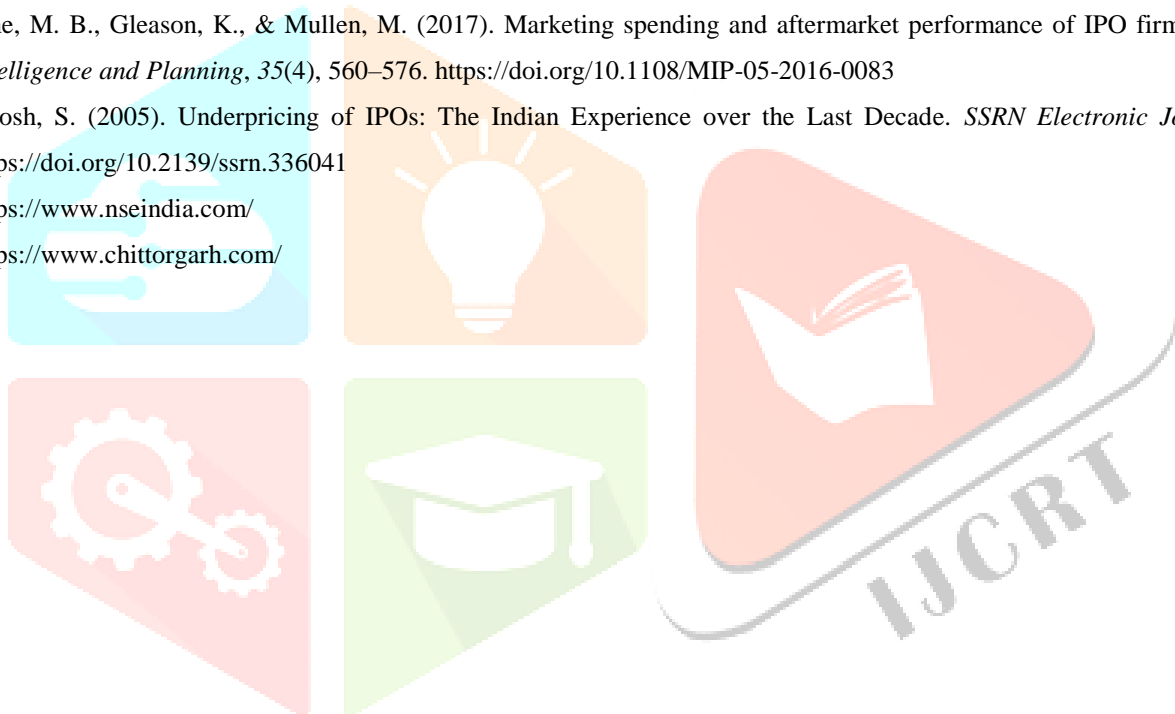 ne, M. B., Gleason, K., & Mullen, M. (2017). Marketing spending and aftermarket performance of IPO firm
elligence and Planning, 35(4), 560–576. https://doi.org/10.1108/MIP-05-2016-0083
osh, S. (2005). Underpricing of IPOs: The Indian Experience over the Last Decade. SSRN Electronic Jo
ps://doi.org/10.2139/ssrn.336041
ps://www.nseindia.com/
ps://www.chittorgarh.com/
IJCRT